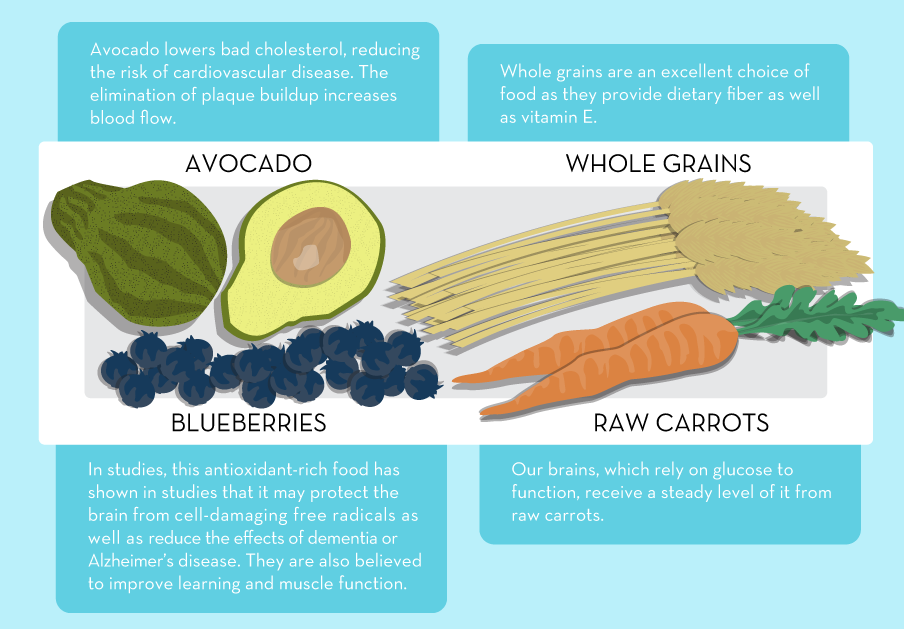 Avocado lowers bad cholesterol, reducing
the risk of cardiovascular disease. The
elimination of plaque buildup increases
blood flow.
Whole grains are an excellent choice of
food as they provide dietary fiber as well
as vitamin E.
AVOCADO
WHOLE GRAINS
BLUEBERRIES
RAW CARROTS
In studies, this antioxidant-rich food has
shown in studies that it may protect the
brain from cell-damaging free radicals as
well as reduce the effects of dementia or
Alzheimer's disease. They are also believed
to improve learning and muscle function.
Our brains, which rely on glucose to
function, receive a steady level of it from
raw carrots.